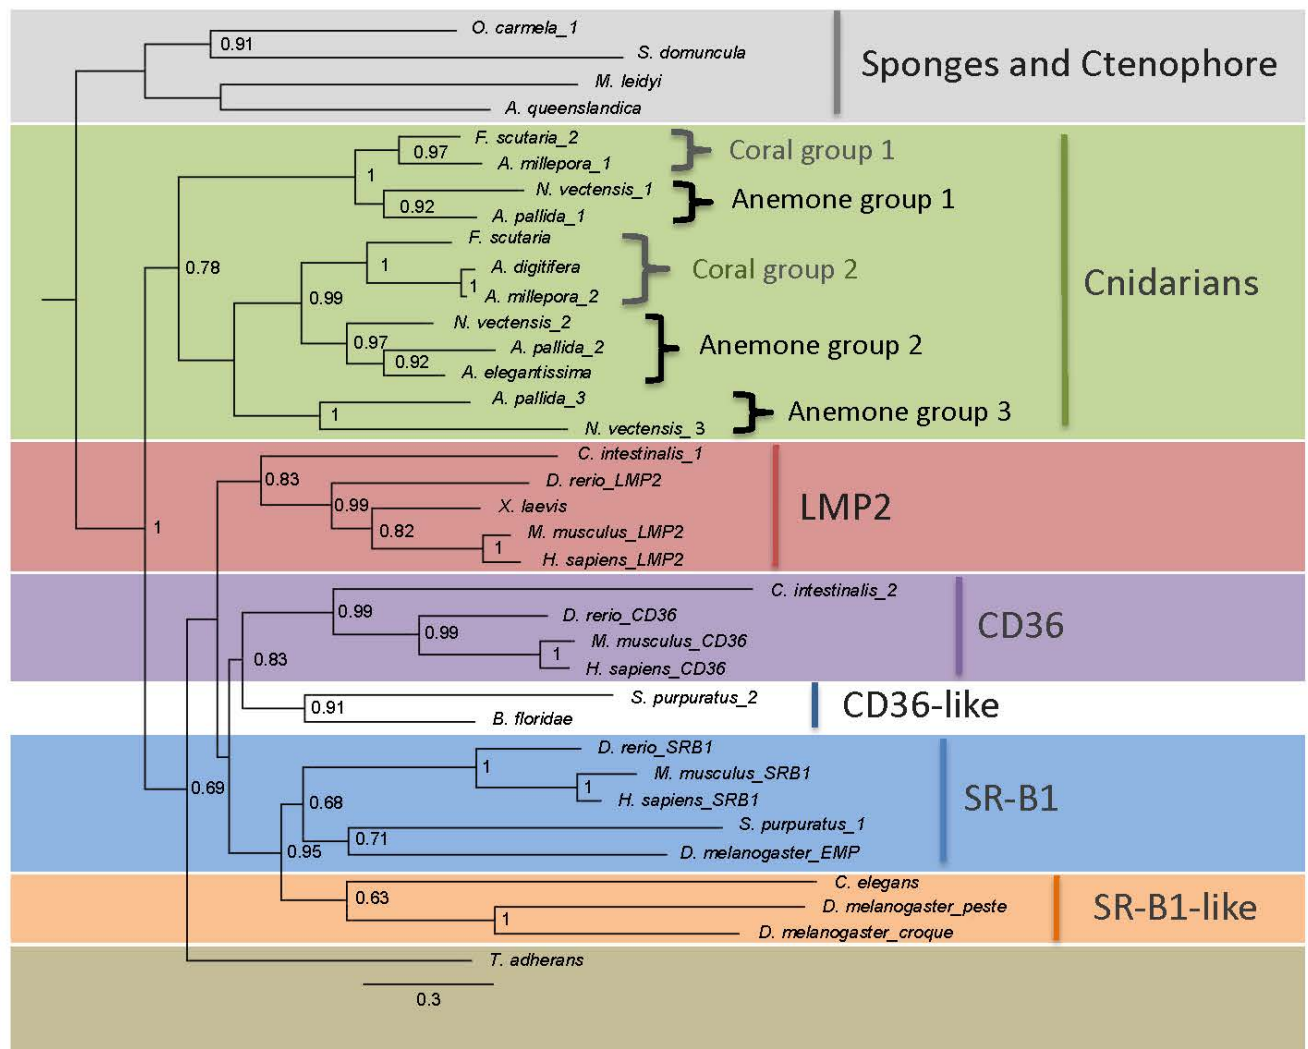 O. carmela_1
0.91
S. domuncula
Sponges and Ctenophore
M. leidyi
A. queenslandica
F. scutaria_2
0.97
Coral group 1
A. millepora_1
1
N. vectensis_1
Anemone group 1
0.92
A. pallida_1
F. scutaria
0.78
1
A. digitifera
Coral group 2
Cnidarians
1
0.99
A. millepora_2
N. vectensis_2
0.97
A. pallida_2
Anemone group 2
0.92
A. elegantissima
A. pallida_3
1
Anemone group 3
N. vectensis_3
C. intestinalis_1
0.83
D. rerio_LMP2
0.99
X. laevis
LMP2
1
0.82
M. musculus_LMP2
1
H. sapiens_LMP2
C. intestinalis_2
0.99
D. rerio_CD36
CD36
0.99
M. musculus_CD36
1
0.83
H. sapiens_CD36
S. purpuratus_2
CD36-like
0.91
B. floridae
D. rerio_SRB1
1
M. musculus_SRB1
0.69
1
SR-B1
0.68
H. sapiens_SRB1
S. purpuratus_1
0.71
0.95
D. melanogaster_EMP
C. elegans
0.63
SR-B1-like
D. melanogaster_peste
1
D. melanogaster_croque
T. adherans
0.3